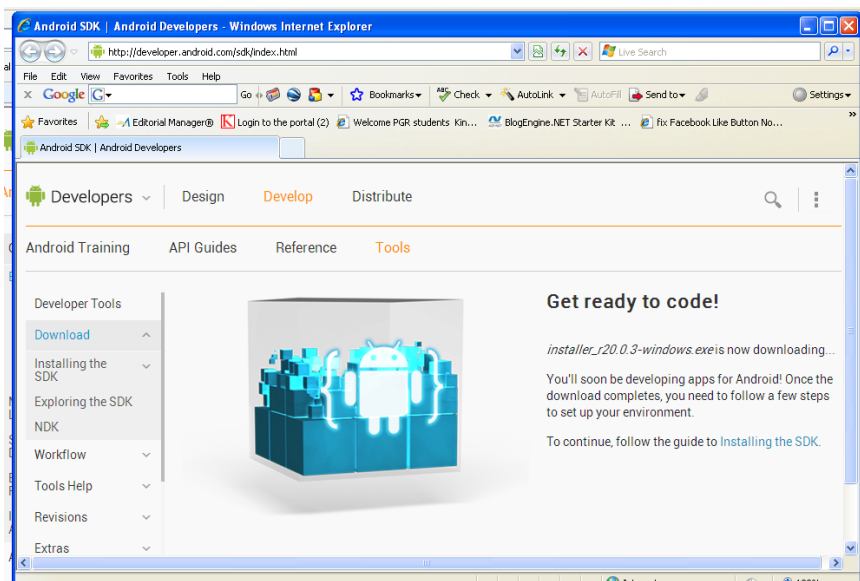 Android SDK | Android Developers - Windows Internet Explorer
http://developer.android.com/sdk/index.html
Live Search
File Edit View Favorites Tools Help
x Google G Go Bookmarks ABC Check AutoLink AutoFill Send to Settings
Favorites Editorial Manager® Login to the portal (2) Welcome PGR students Kin... BlogEngine.NET Starter Kit ... fix Facebook Like Button No... »
Android SDK | Android Developers
Developers Design Develop Distribute
Android Training API Guides Reference Tools
Developer Tools
Download
Installing the
SDK
Exploring the SDK
NDK
Workflow
Tools Help
Revisions
Extras
Get ready to code!
installer_r20.0.3-windows.exe is now downloading...
You'll soon be developing apps for Android! Once the
download completes, you need to follow a few steps
to set up your environment.
To continue, follow the guide to Installing the SDK.